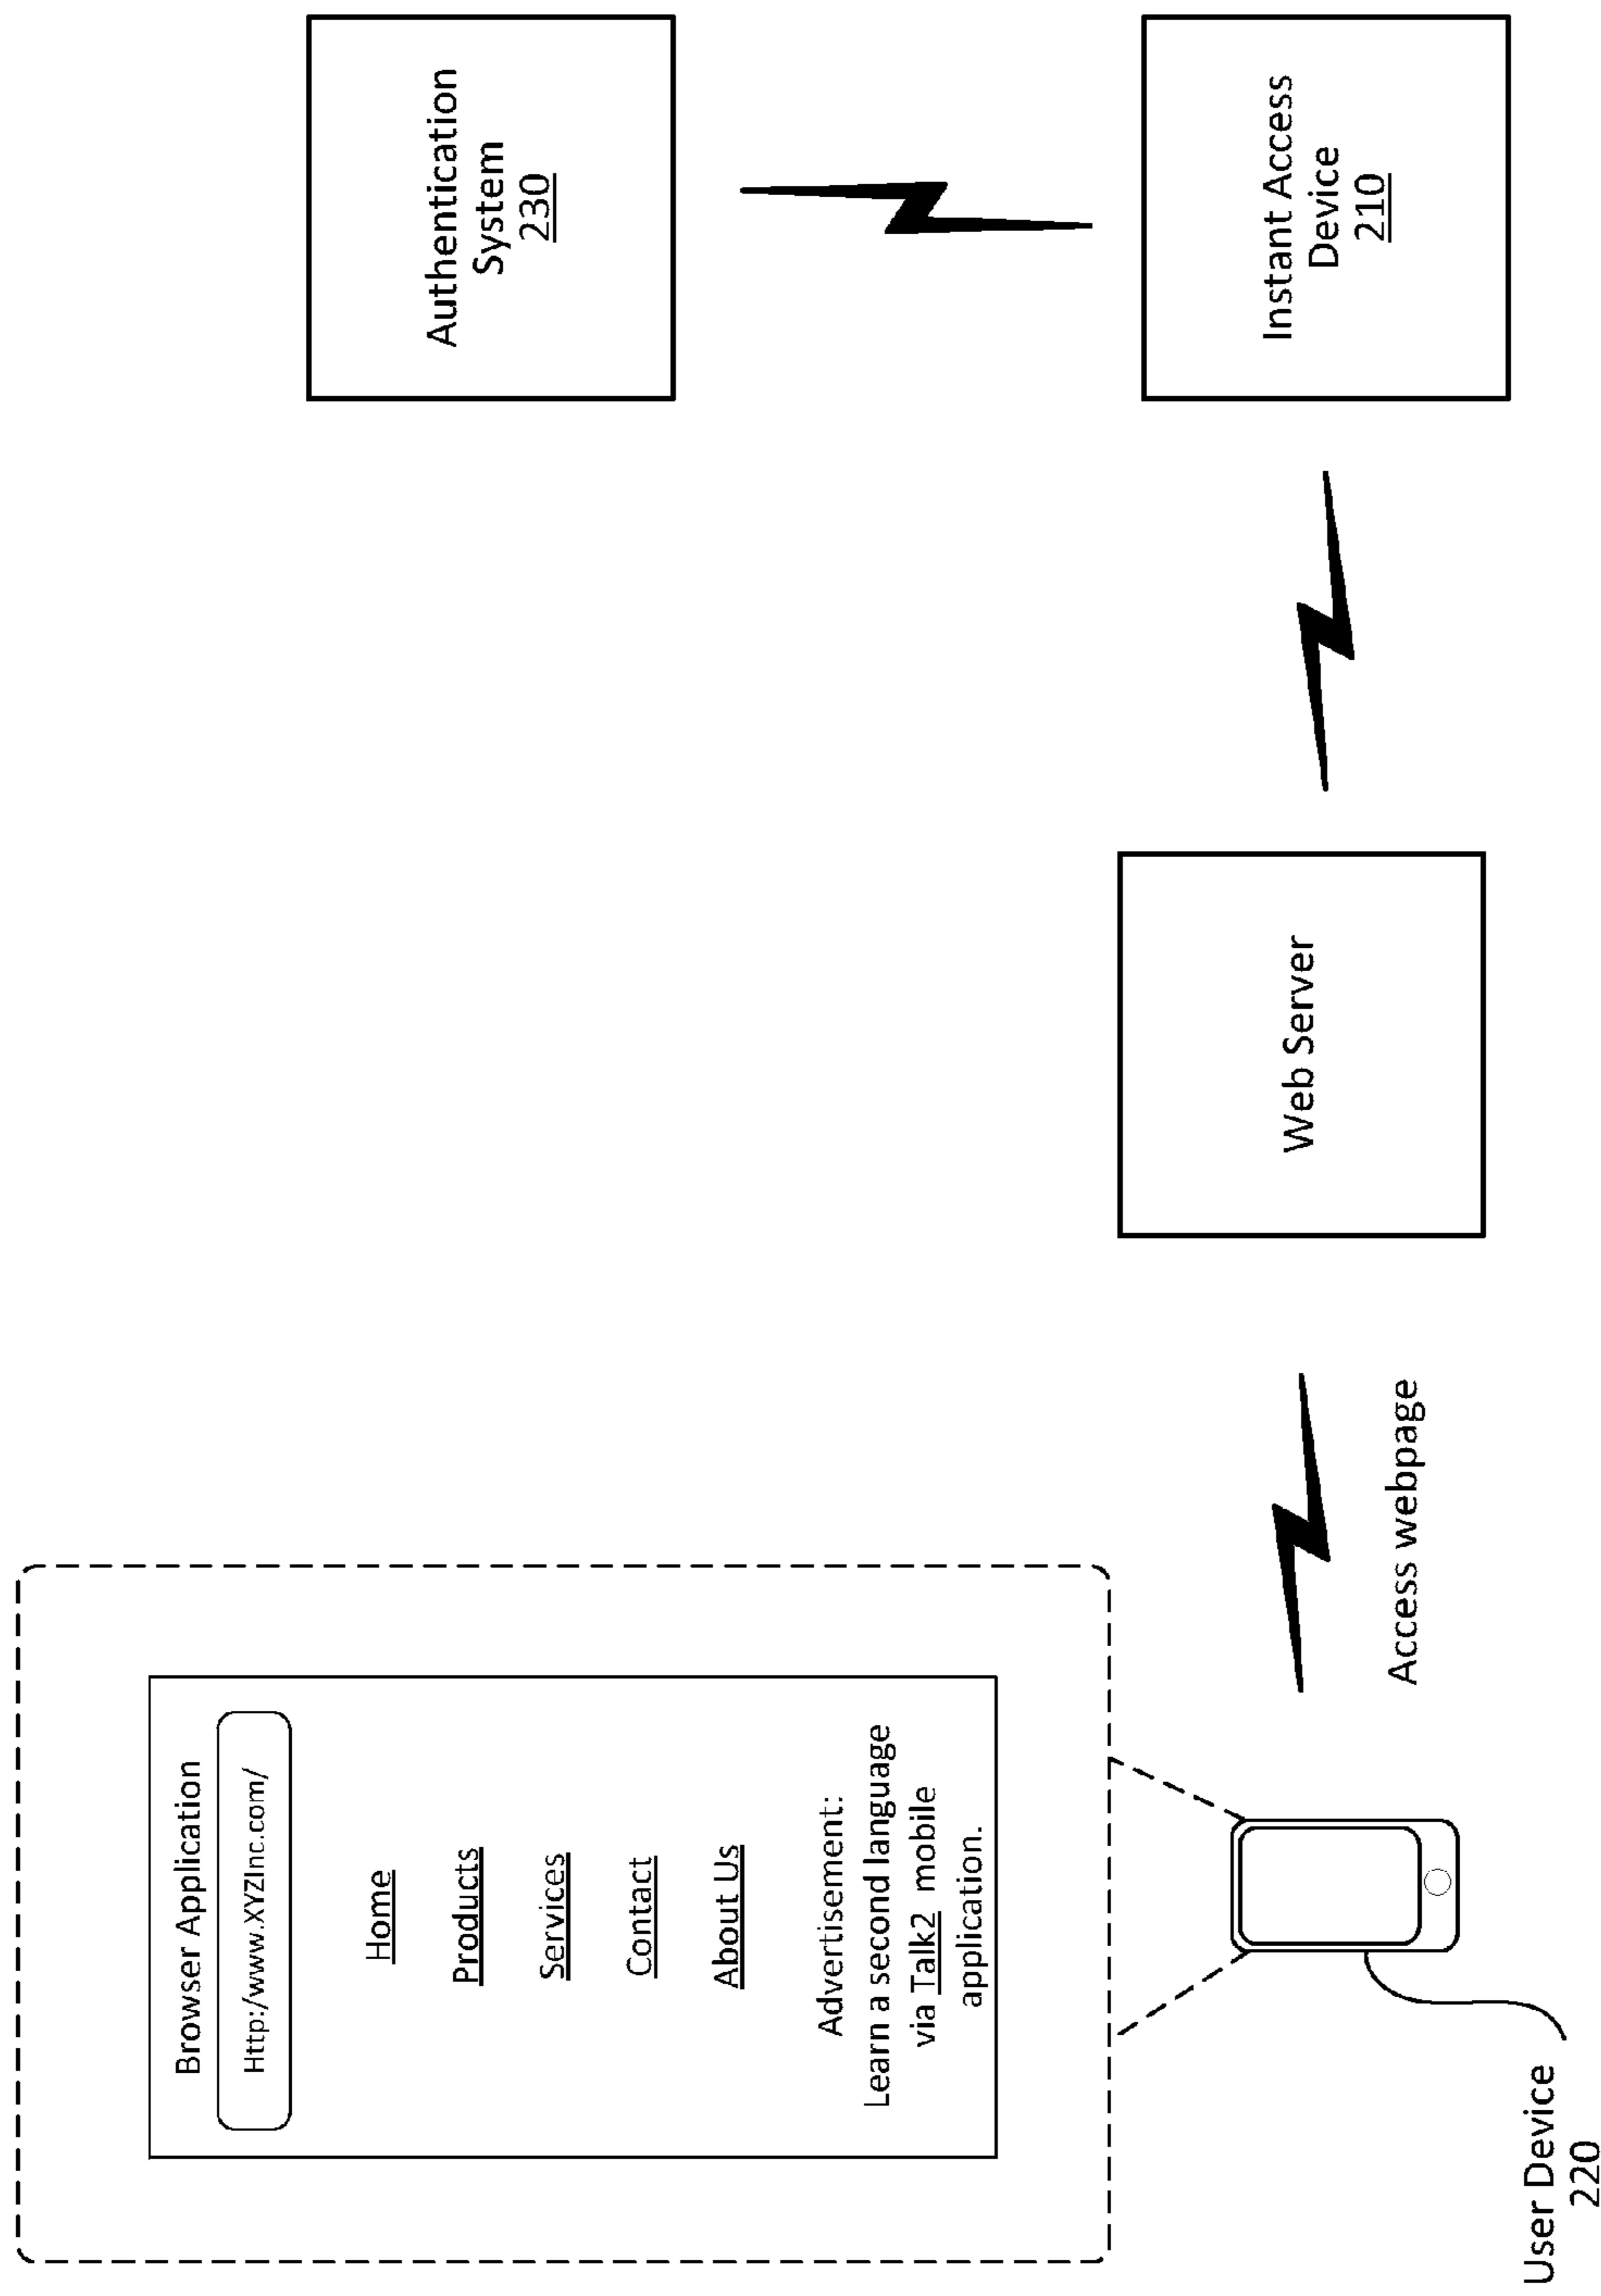 Browser Application
Http:/www.XYZInc.com/
Home
Products
Services
Contact
About Us
Advertisement:
Learn a second language
via Talk2 mobile
application.
User Device
220
Access webpage
Web Server
Authentication
System
230
Instant Access
Device
210